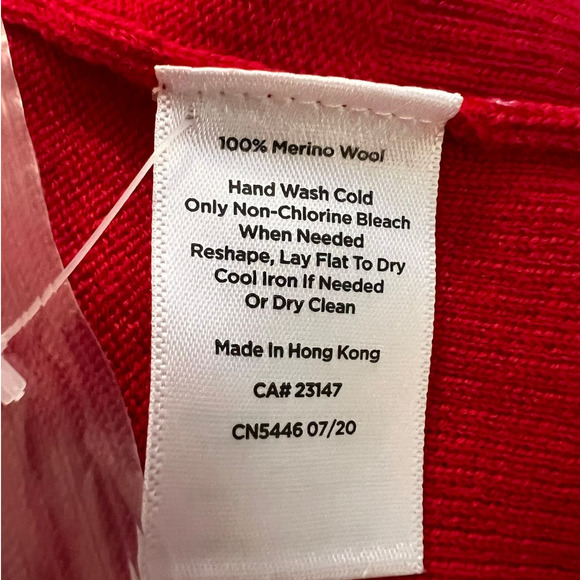 100% Merino Wool
Hand Wash Cold
Only Non-Chlorine Bleach
When Needed
Reshape, Lay Flat To Dry
Cool Iron If Needed
Or Dry Clean
Made In Hong Kong
CA# 23147
CN5446 07/20